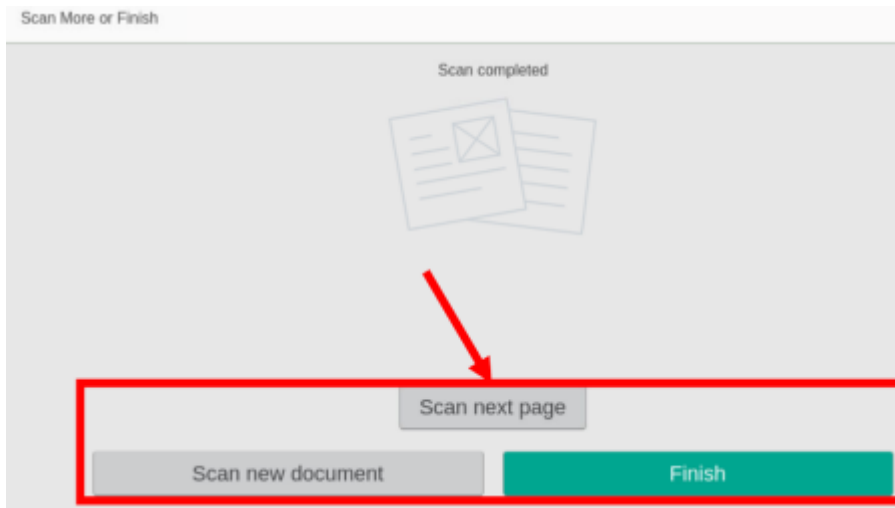 Scan More or Finish
Scan completed
Scan next page
Scan new document
Finish